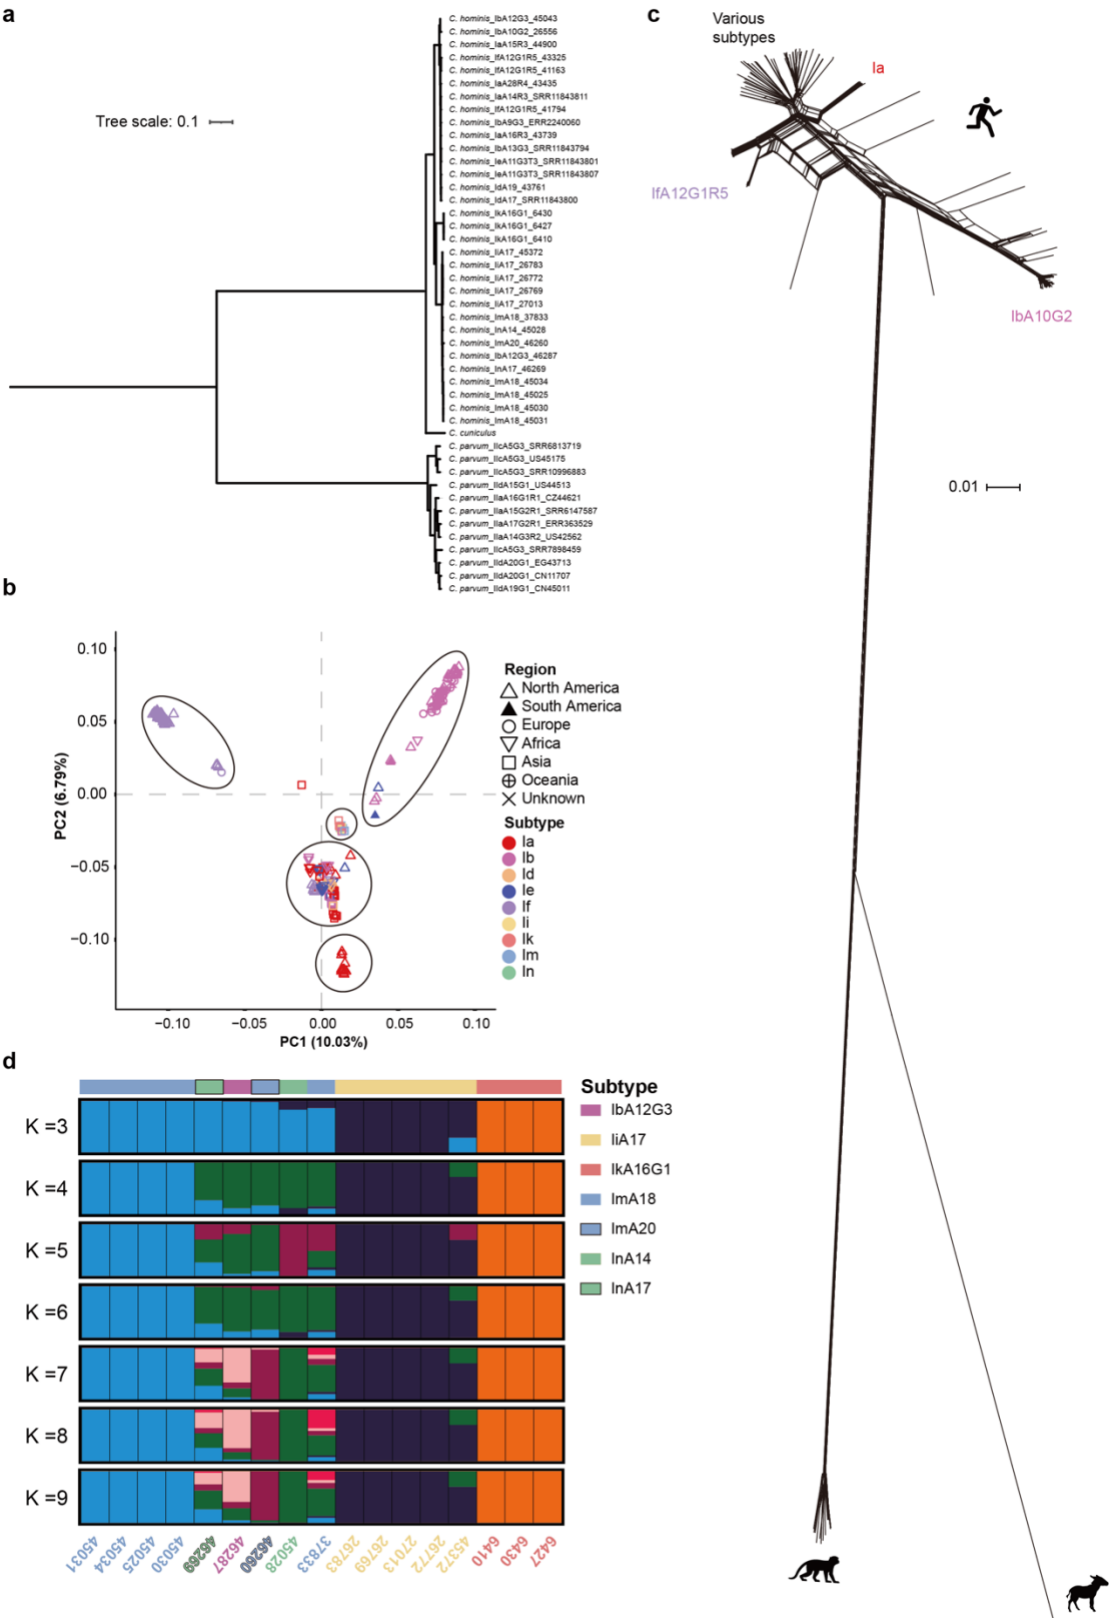 a
C. hominis_IbA12G3_45043
C. hominis_IbA10G2_26556
C. hominis_IaA15R3_44900
C. hominis_IfA12G1R5_43325
C. hominis_IfA12G1R5_41163
C. hominis_IaA28R4_43435
C. hominis_IaA14R3_SRR11843811
C. hominis_IfA12G1R5_41794
C. hominis_IbA9G3_ERR2240060
C. hominis_IaA16R3_43739
C. hominis_IbA13G3_SRR11843794
C. hominis_IeA11G3T3_SRR11843801
C. hominis_IeA11G3T3_SRR11843807
C. hominis_IdA19_43761
C. hominis_IdA17_SRR11843800
C. hominis_IkA16G1_6430
C. hominis_IkA16G1_6427
C. hominis_IkA16G1_6410
C. hominis_IiA17_45372
C. hominis_IiA17_26783
C. hominis_IiA17_26772
C. hominis_IiA17_26769
C. hominis_IiA17_27013
C. hominis_ImA18_37833
C. hominis_InA14_45028
C. hominis_ImA20_46260
C. hominis_IbA12G3_46287
C. hominis_InA17_46269
C. hominis_ImA18_45034
C. hominis_ImA18_45025
C. hominis_ImA18_45030
C. hominis_ImA18_45031
C. cuniculus
C. parvum_IIcA5G3_SRR6813719
C. parvum_IIcA5G3_US45175
C. parvum_IIcA5G3_SRR10996883
C. parvum_IIdA15G1_US44513
C. parvum_IIaA16G1R1_CZ44621
C. parvum_IIaA15G2R1_SRR6147587
C. parvum_IIaA17G2R1_ERR363529
C. parvum_IIaA14G3R2_US42562
C. parvum_IIcA5G3_SRR7898459
C. parvum_IIdA20G1_EG43713
C. parvum_IIdA20G1_CN11707
C. parvum_IIdA19G1_CN45011
Tree scale: 0.1
b
0.10
0.05
0.00
−0.05
−0.10
PC2 (6.79%)
−0.10 −0.05 0.00 0.05 0.10
PC1 (10.03%)
Region
North America
South America
Europe
Africa
Asia
Oceania
Unknown
Subtype
Ia
Ib
Id
Ie
If
Ii
Ik
Im
In
c
Various
subtypes
Ia
IfA12G1R5
IbA10G2
0.01
d
K =3
K =4
K =5
K =6
K =7
K =8
K =9
45031 45034 45025 45030 46269 46287 46260 45028 37833 26783 26769 27013 26772 45372 6410 6430 6427
Subtype
IbA12G3
IiA17
IkA16G1
ImA18
ImA20
InA14
InA17